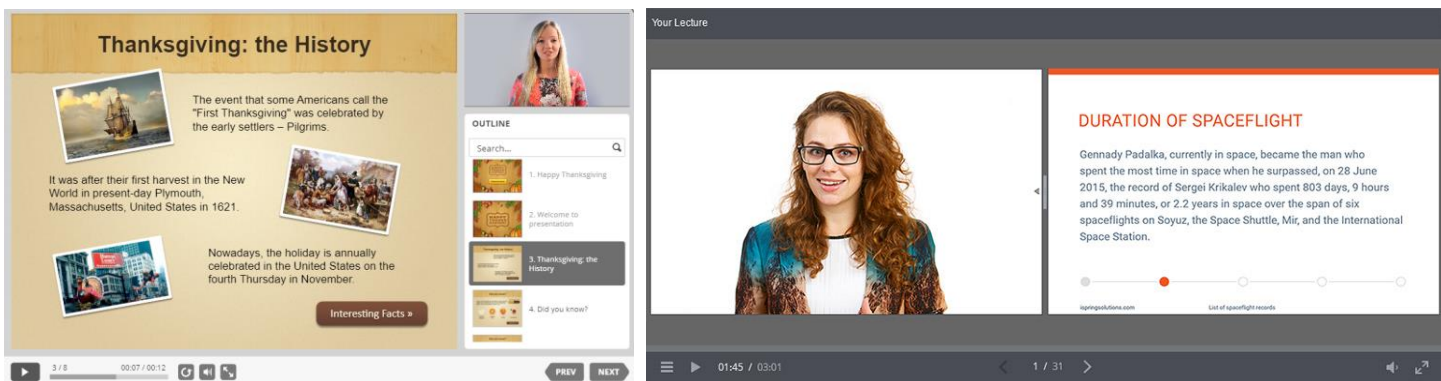 Thanksgiving: the History
The event that some Americans call the
"First Thanksgiving" was celebrated by
the early settlers – Pilgrims.
It was after their first harvest in the New
World in present-day Plymouth,
Massachusetts, United States in 1621.
Nowadays, the holiday is annually
celebrated in the United States on the
fourth Thursday in November.
Interesting Facts »
OUTLINE
Search...
1. Happy Thanksgiving
2. Welcome to
presentation
3. Thanksgiving: the
History
4. Did you know?
3 / 8
00:07 / 00:12
PREV
NEXT
Your Lecture
DURATION OF SPACEFLIGHT
Gennady Padalka, currently in space, became the man who
spent the most time in space when he surpassed, on 28 June
2015, the record of Sergei Krikalev who spent 803 days, 9 hours
and 39 minutes, or 2.2 years in space over the span of six
spaceflights on Soyuz, the Space Shuttle, Mir, and the International
Space Station.
ispringsolutions.com
List of spaceflight records
01:45 / 03:01
1 / 31